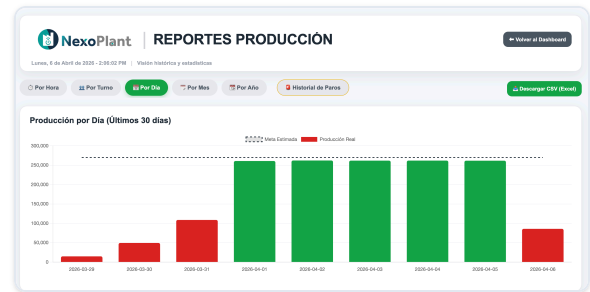 NexoPlant | REPORTES PRODUCCIÓN
← Volver al Dashboard
Lunes, 6 de Abril de 2026 - 2:06:02 PM | Visión histórica y estadísticas
Por Hora
Por Turno
Por Día
Por Mes
Por Año
Historial de Paros
Descargar CSV (Excel)
Producción por Día (Últimos 30 días)
Meta Estimada Producción Real
300,000
250,000
200,000
150,000
100,000
50,000
0
2026-03-29 2026-03-30 2026-03-31 2026-04-01 2026-04-02 2026-04-03 2026-04-04 2026-04-05 2026-04-06